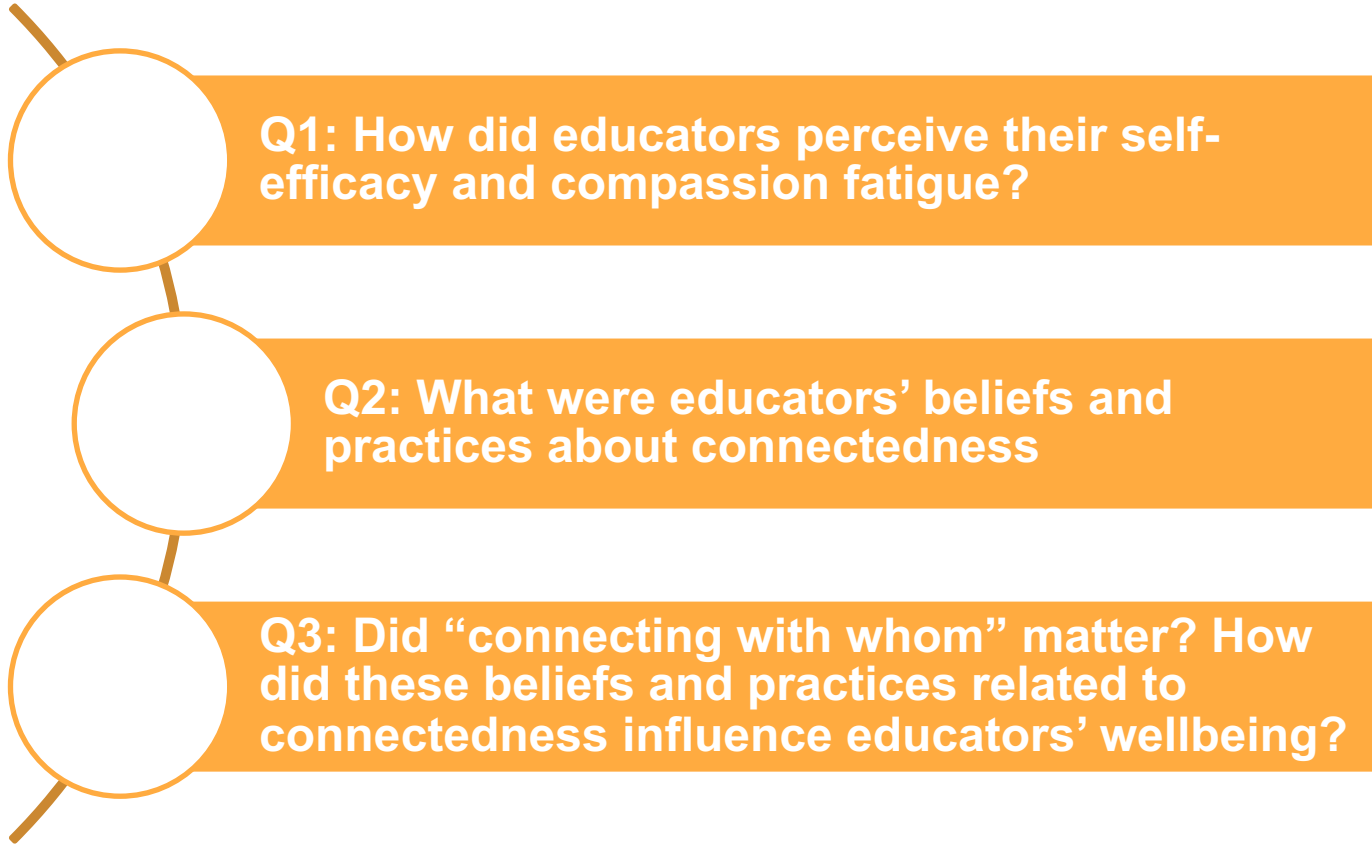 Q1: How did educators perceive their self-
efficacy and compassion fatigue?
Q2: What were educators’ beliefs and
practices about connectedness
Q3: Did “connecting with whom” matter? How
did these beliefs and practices related to
connectedness influence educators’ wellbeing?